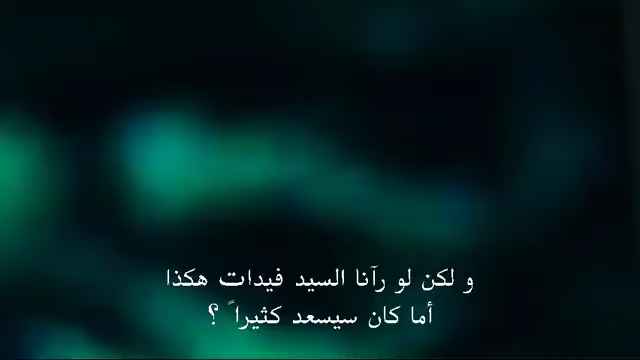 و لكن لو رآنا السيد فيدات هكذا
أما كان سيسعد كثيرا ً ؟